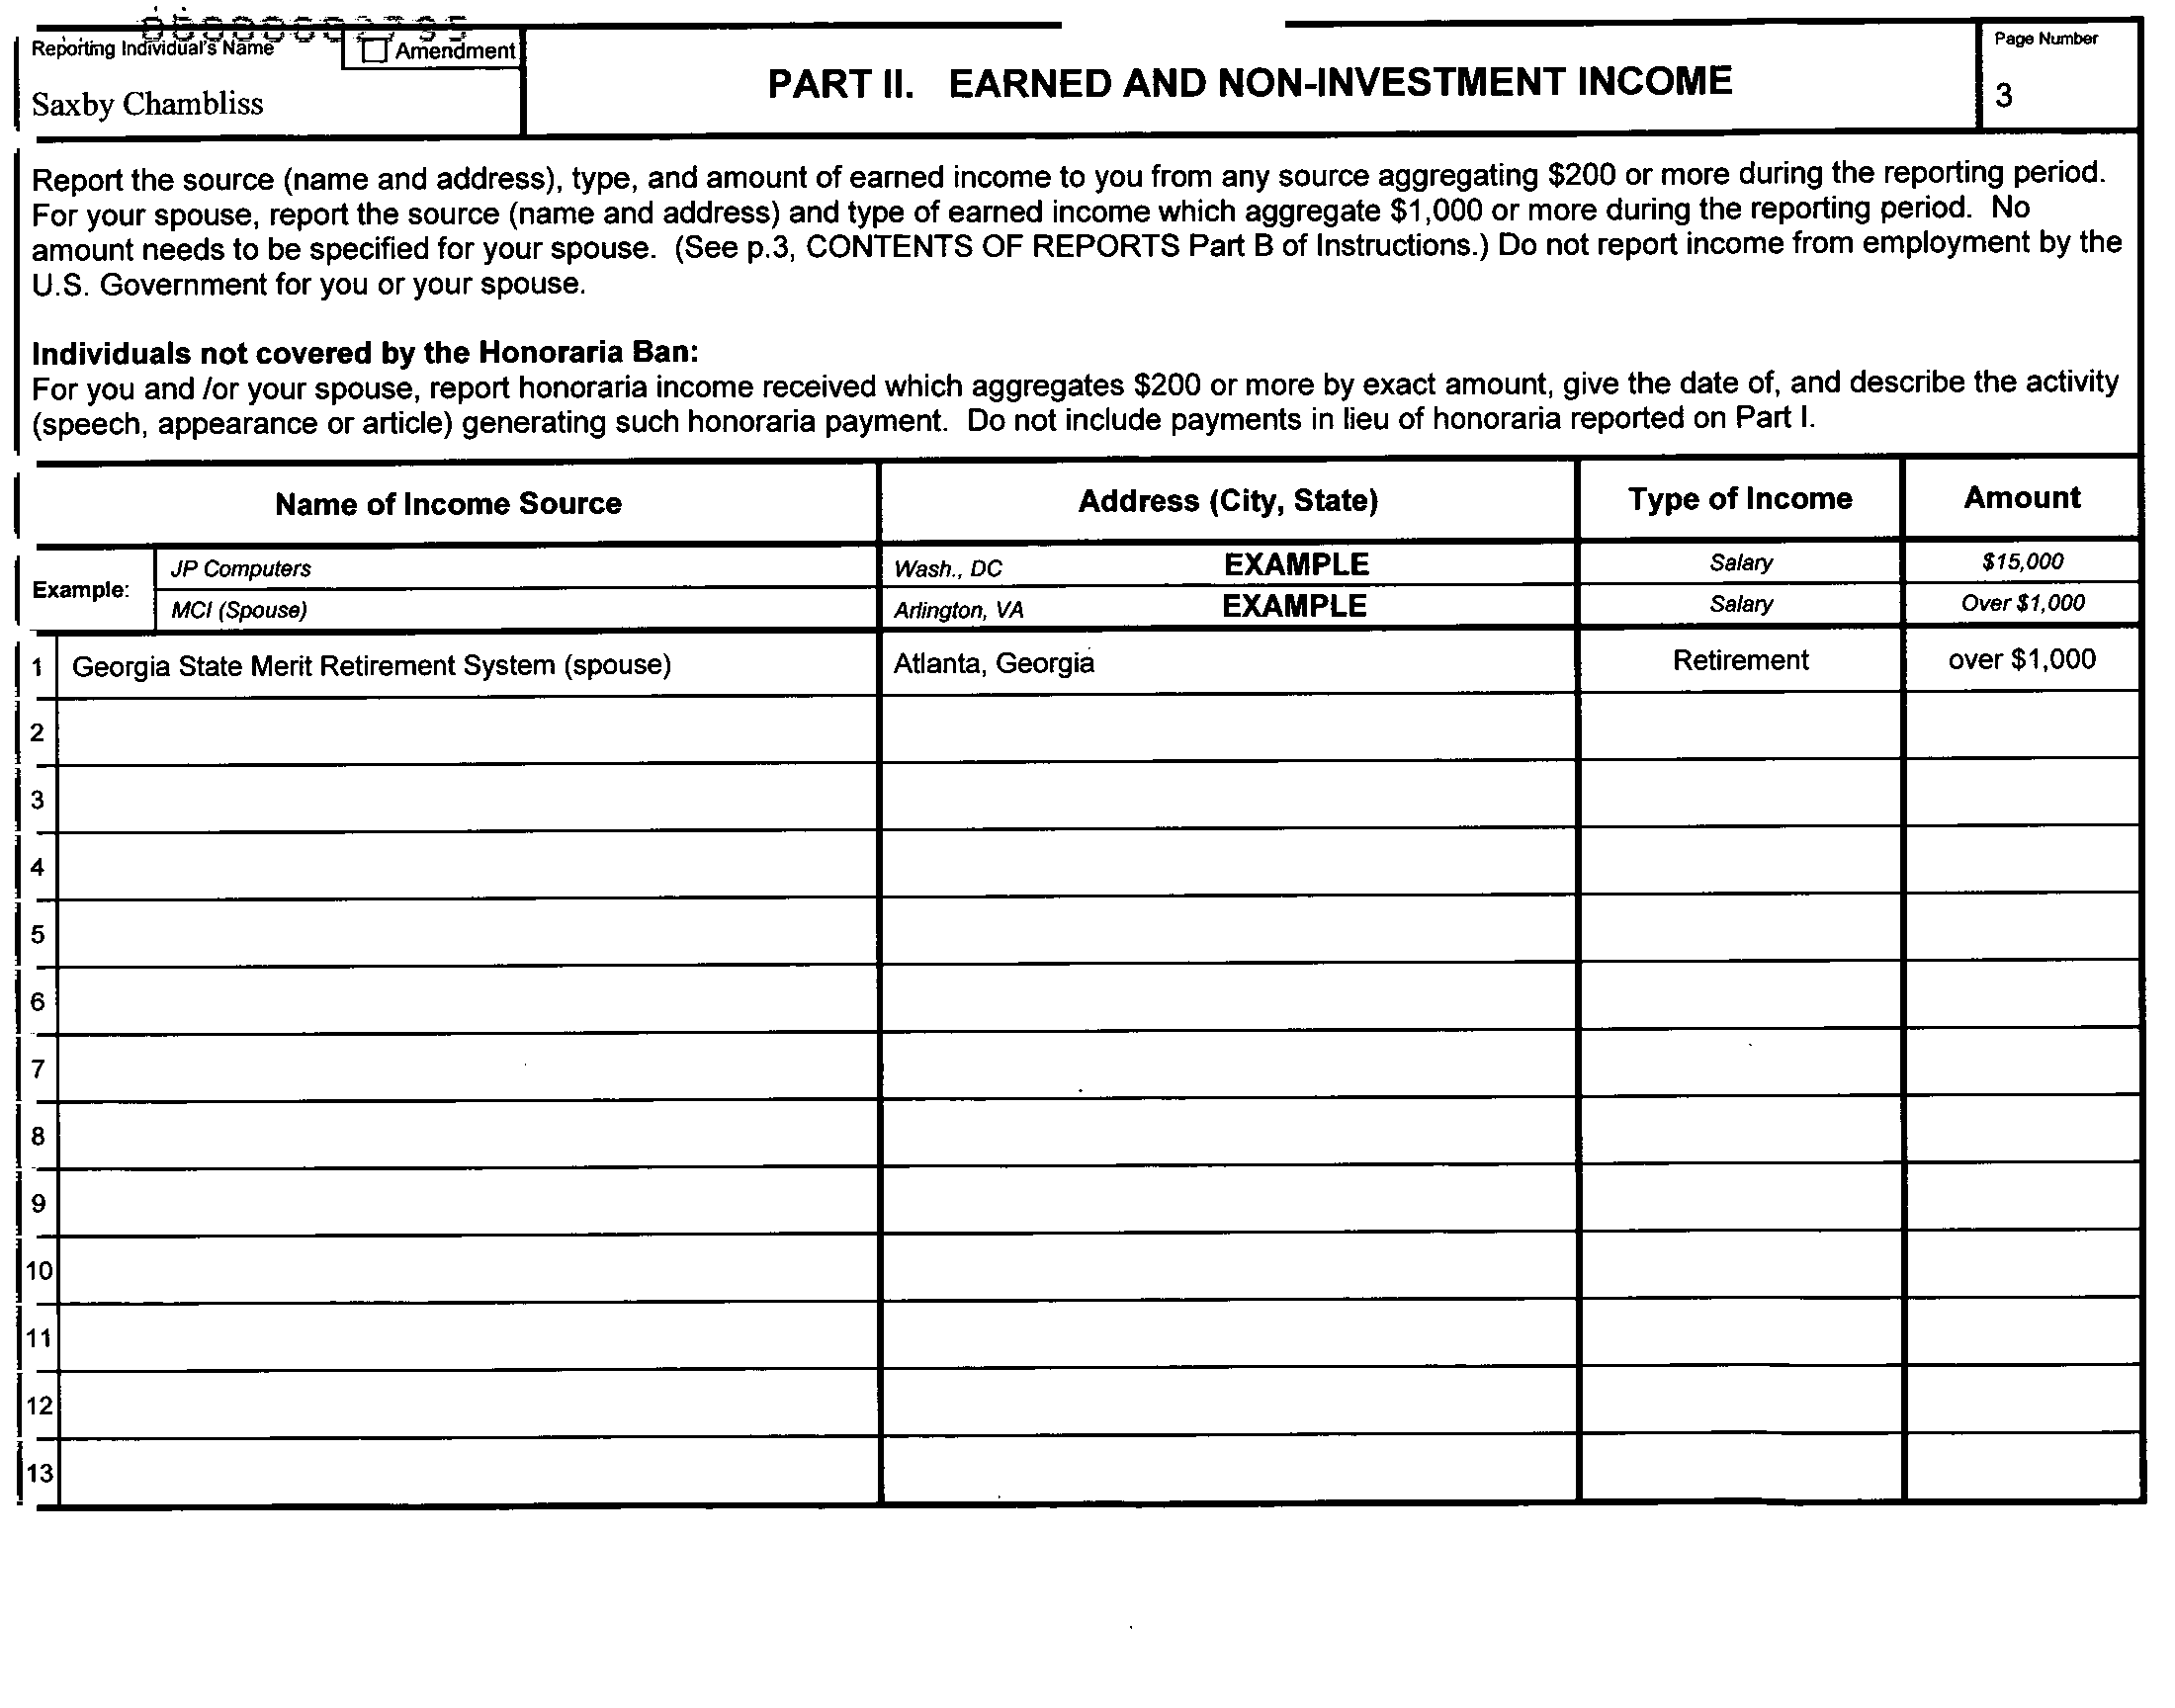 Reporting Individual's Name
Amendment
Saxby Chambliss
PART II. EARNED AND NON-INVESTMENT INCOME
Page Number
3
Report the source (name and address), type, and amount of earned income to you from any source aggregating $200 or more during the reporting period.
For your spouse, report the source (name and address) and type of earned income which aggregate $1,000 or more during the reporting period. No
amount needs to be specified for your spouse. (See p.3, CONTENTS OF REPORTS Part B of Instructions.) Do not report income from employment by the
U.S. Government for you or your spouse.
Individuals not covered by the Honoraria Ban:
For you and /or your spouse, report honoraria income received which aggregates $200 or more by exact amount, give the date of, and describe the activity
(speech, appearance or article) generating such honoraria payment. Do not include payments in lieu of honoraria reported on Part I.
Name of Income Source Address (City, State) Type of Income Amount
Example:
JP Computers Wash., DC EXAMPLE Salary $15,000
MCI (Spouse) Arlington, VA EXAMPLE Salary Over $1,000
1 Georgia State Merit Retirement System (spouse) Atlanta, Georgia Retirement over $1,000
2
3
4
5
6
7
8
9
10
11
12
13